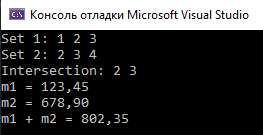 C:\ Консоль отладки Microsoft Visual Studio
Set 1: 1 2 3
Set 2: 2 3 4
Intersection: 2 3
m1 = 123,45
m2 = 678,90
m1 + m2 = 802,35